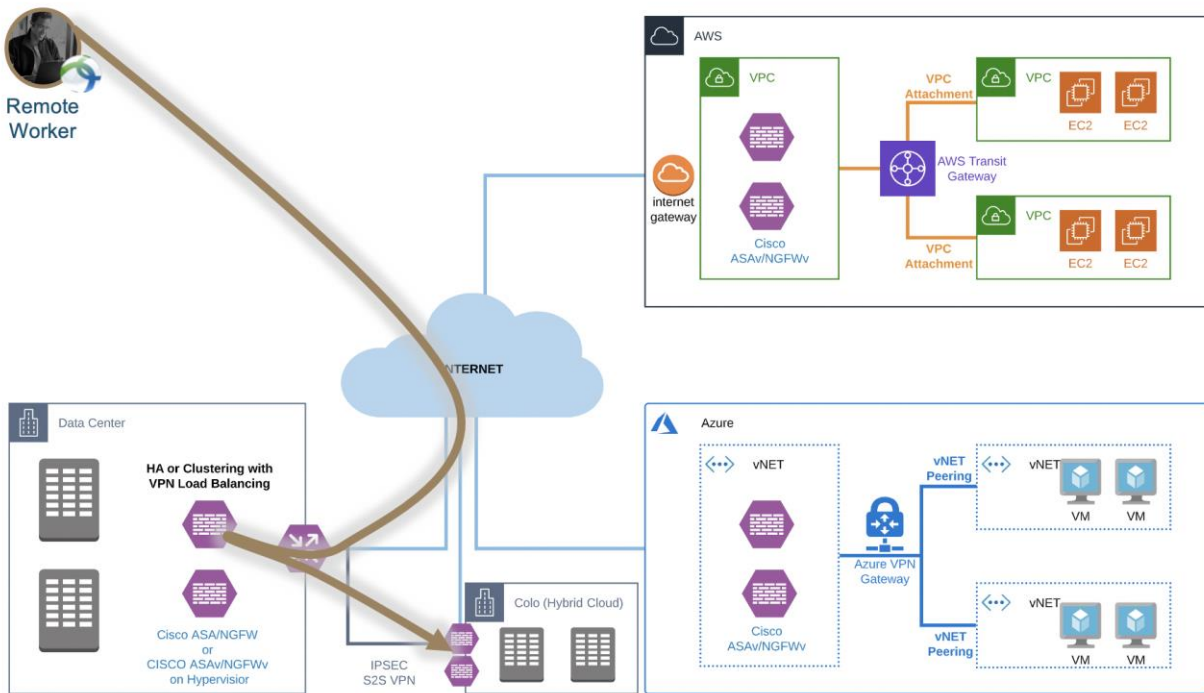 Remote
Worker
AWS
VPC
internet
gateway
Cisco
ASAv/NGFWv
VPC
Attachment
AWS Transit
Gateway
VPC
Attachment
VPC
EC2
EC2
VPC
EC2
EC2
INTERNET
Data Center
HA or Clustering with
VPN Load Balancing
Cisco ASA/NGFW
or
CISCO ASAv/NGFWv
on Hypervisior
IPSEC
S2S VPN
Colo (Hybrid Cloud)
Azure
vNET
Cisco
ASAv/NGFWv
vNET
Peering
Azure VPN
Gateway
vNET
Peering
vNET
VM
VM
vNET
VM
VM